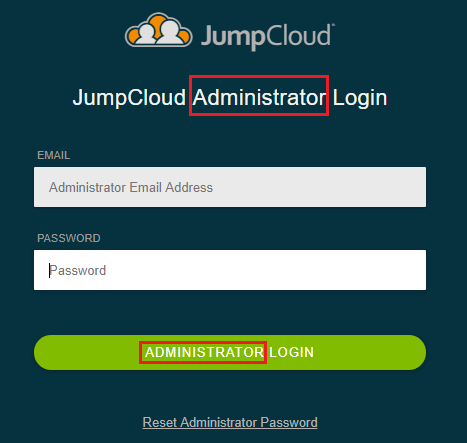 JumpCloud
JumpCloud Administrator Login
EMAIL
Administrator Email Address
PASSWORD
Password
ADMINISTRATOR LOGIN
Reset Administrator Password